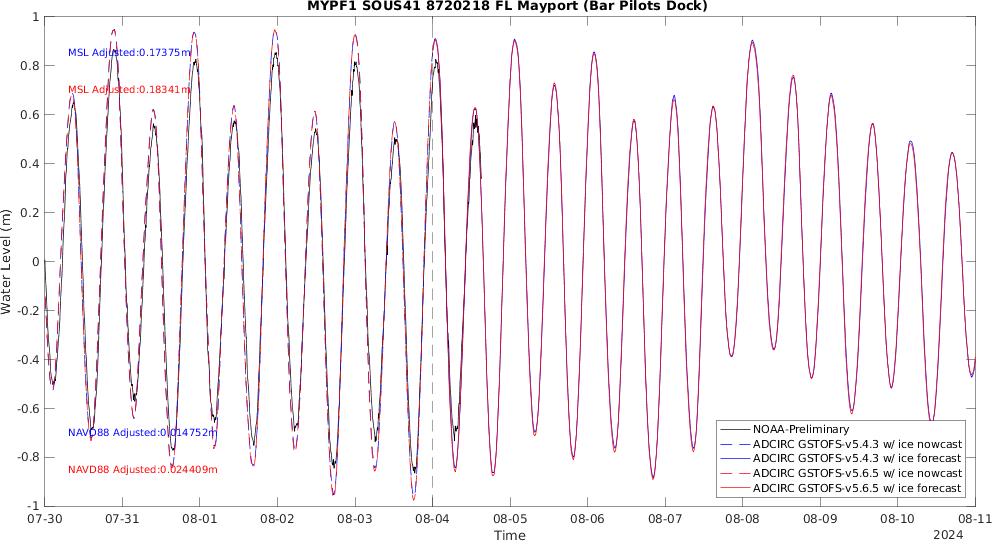 MYPF1 SOUS41 8720218 FL Mayport (Bar Pilots Dock)
1
0.8
0.6
0.4
0.2
0
-0.2
-0.4
-0.6
-0.8
-1
Water Level (m)
MSL Adjusted:0.17375m
MSL Adjusted:0.18341m
NAVD88 Adjusted:0.014752m
NAVD88 Adjusted:0.024409m
NOAA-Preliminary
ADCIRC GSTOFS-v5.4.3 w/ ice nowcast
ADCIRC GSTOFS-v5.4.3 w/ ice forecast
ADCIRC GSTOFS-v5.6.5 w/ ice nowcast
ADCIRC GSTOFS-v5.6.5 w/ ice forecast
07-30 07-31 08-01 08-02 08-03 08-04 08-05 08-06 08-07 08-08 08-09 08-10 08-11
Time
2024